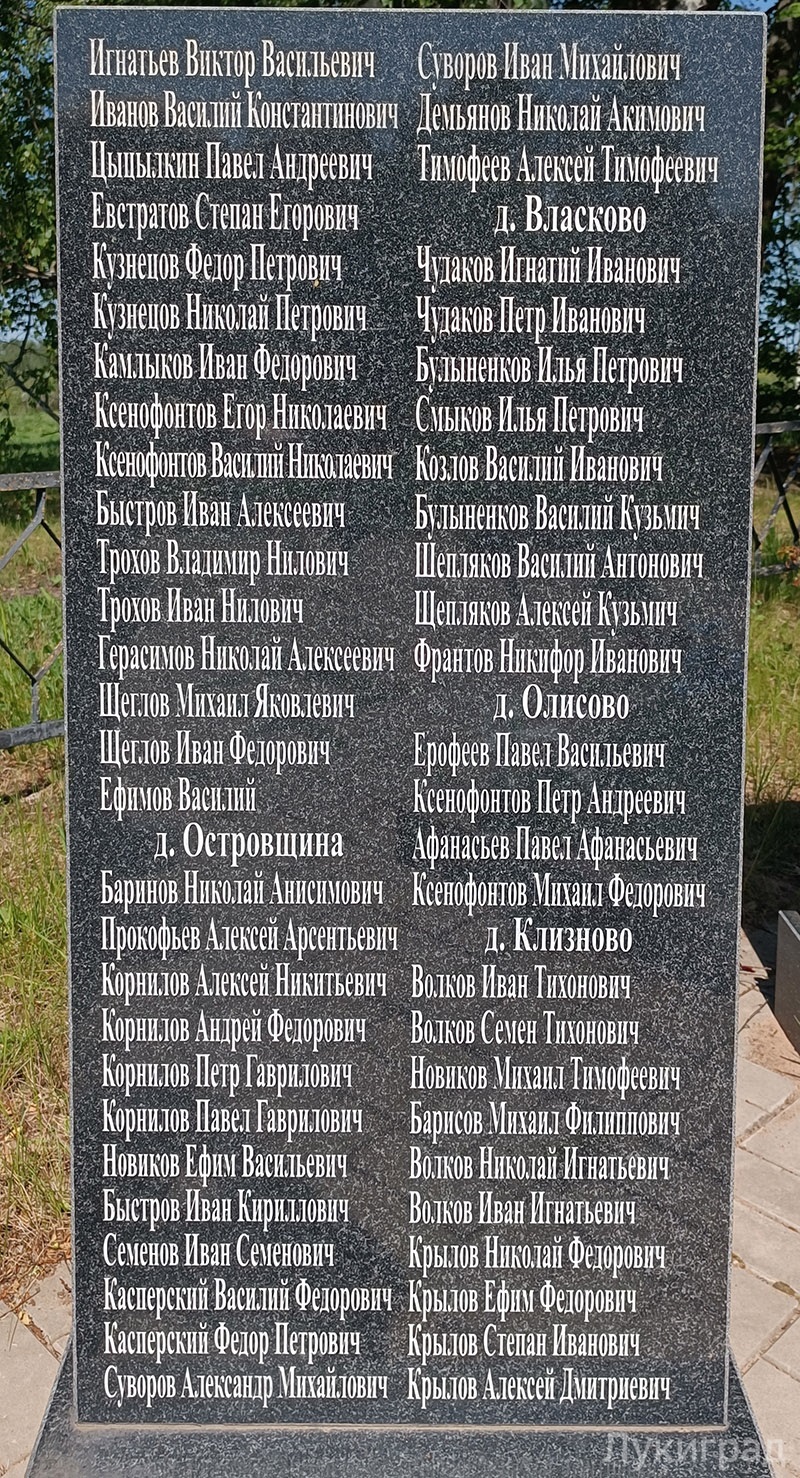 Игнатьев Виктор Васильевич
Иванов Василий Константинович
Цыцылкин Павел Андреевич
Евстратов Степан Егорович
Кузнецов Федор Петрович
Кузнецов Николай Петрович
Камлыков Иван Федорович
Ксенофонтов Егор Николаевич
Ксенофонтов Василий Николаевич
Быстров Иван Алексеевич
Трохов Владимир Нилович
Трохов Иван Нилович
Герасимов Николай Алексеевич
Щеглов Михаил Яковлевич
Щеглов Иван Федорович
Ефимов Василий
д. Островщина
Баринов Николай Анисимович
Прокофьев Алексей Арсентьевич
Корнилов Алексей Никитьевич
Корнилов Андрей Федорович
Корнилов Петр Гаврилович
Корнилов Павел Гаврилович
Новиков Ефим Васильевич
Быстров Иван Кириллович
Семенов Иван Семенович
Касперский Василий Федорович
Касперский Федор Петрович
Суворов Александр Михайлович
Суворов Иван Михайлович
Демьянов Николай Акимович
Тимофеев Алексей Тимофеевич
д. Власково
Чудаков Игнатий Иванович
Чудаков Петр Иванович
Булыненков Илья Петрович
Смыков Илья Петрович
Козлов Василий Иванович
Булыненков Василий Кузьмич
Шепляков Василий Антонович
Щепляков Алексей Кузьмич
Франтов Никифор Иванович
д. Олисово
Ерофеев Павел Васильевич
Ксенофонтов Петр Андреевич
Афанасьев Павел Афанасьевич
Ксенофонтов Михаил Федорович
д. Клизново
Волков Иван Тихонович
Волков Семен Тихонович
Новиков Михаил Тимофеевич
Барисов Михаил Филиппович
Волков Николай Игнатьевич
Волков Иван Игнатьевич
Крылов Николай Федорович
Крылов Ефим Федорович
Крылов Степан Иванович
Крылов Алексей Дмитриевич
Лукиград